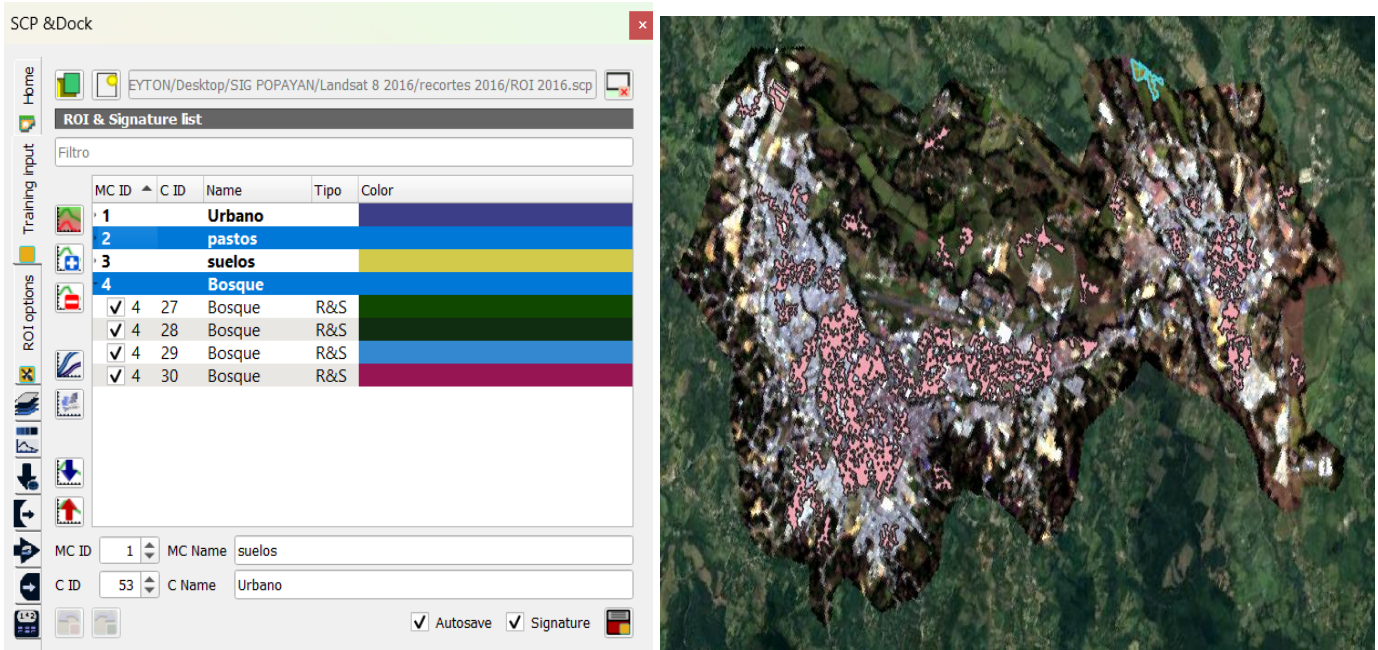 SCP &Dock
Home
Training input
ROI options
EYTON/Desktop/SIG POPAYAN/Landsat 8 2016/recortes 2016/ROI 2016.scp
ROI & Signature list
Filtro
MC ID C ID Name Tipo Color
1 Urbano
2 pastos
3 suelos
4 Bosque
4 27 Bosque R&S
4 28 Bosque R&S
4 29 Bosque R&S
4 30 Bosque R&S
MC ID 1 MC Name suelos
C ID 53 C Name Urbano
Autosave Signature